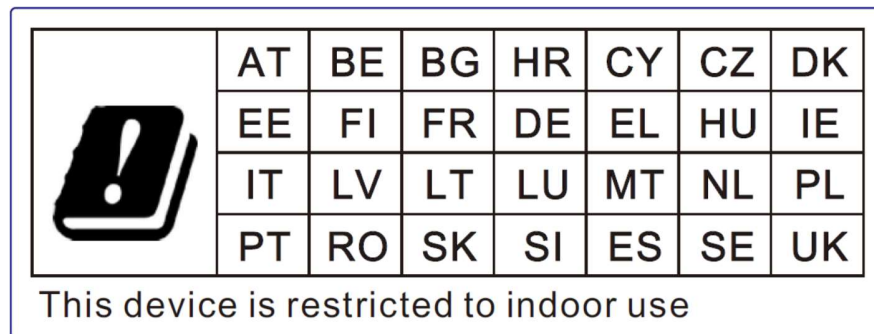 AT BE BG HR CY CZ DK
EE FI FR DE EL HU IE
IT LV LT LU MT NL PL
PT RO SK SI ES SE UK
This device is restricted to indoor use